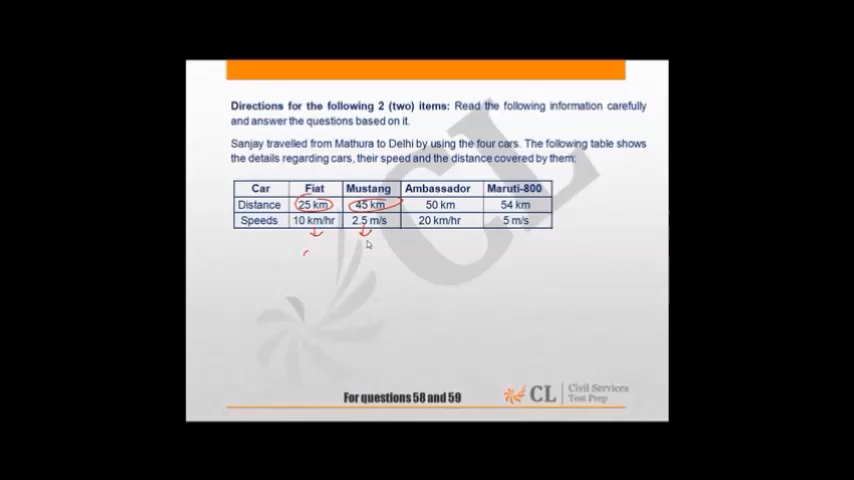 Directions for the following 2 (two) items: Read the following information carefully
and answer the questions based on it.
Sanjay travelled from Mathura to Delhi by using the four cars. The following table shows
the details regarding cars, their speed and the distance covered by them:
Car Fiat Mustang Ambassador Maruti-800
Distance 25 km 45 km 50 km 54 km
Speeds 10 km/hr 2.5 m/s 20 km/hr 5 m/s
CL
For questions 58 and 59
CL Civil Services
Test Prep